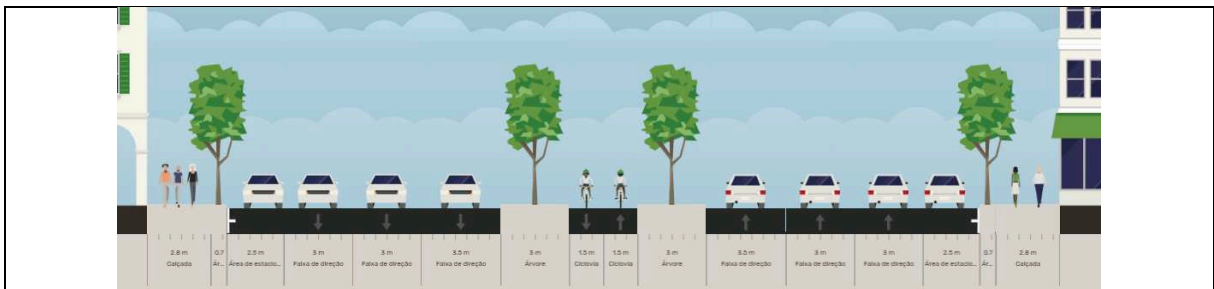 2.8 m
Calçada
0.7
Ár...
2.5 m
Área de estacio...
3 m
Faixa de direção
3 m
Faixa de direção
3.5 m
Faixa de direção
3 m
Árvore
1.5 m
Ciclovia
1.5 m
Ciclovia
3 m
Árvore
3.5 m
Faixa de direção
3 m
Faixa de direção
3 m
Faixa de direção
2.5 m
Área de estacio...
0.7
Ár...
2.8 m
Calçada